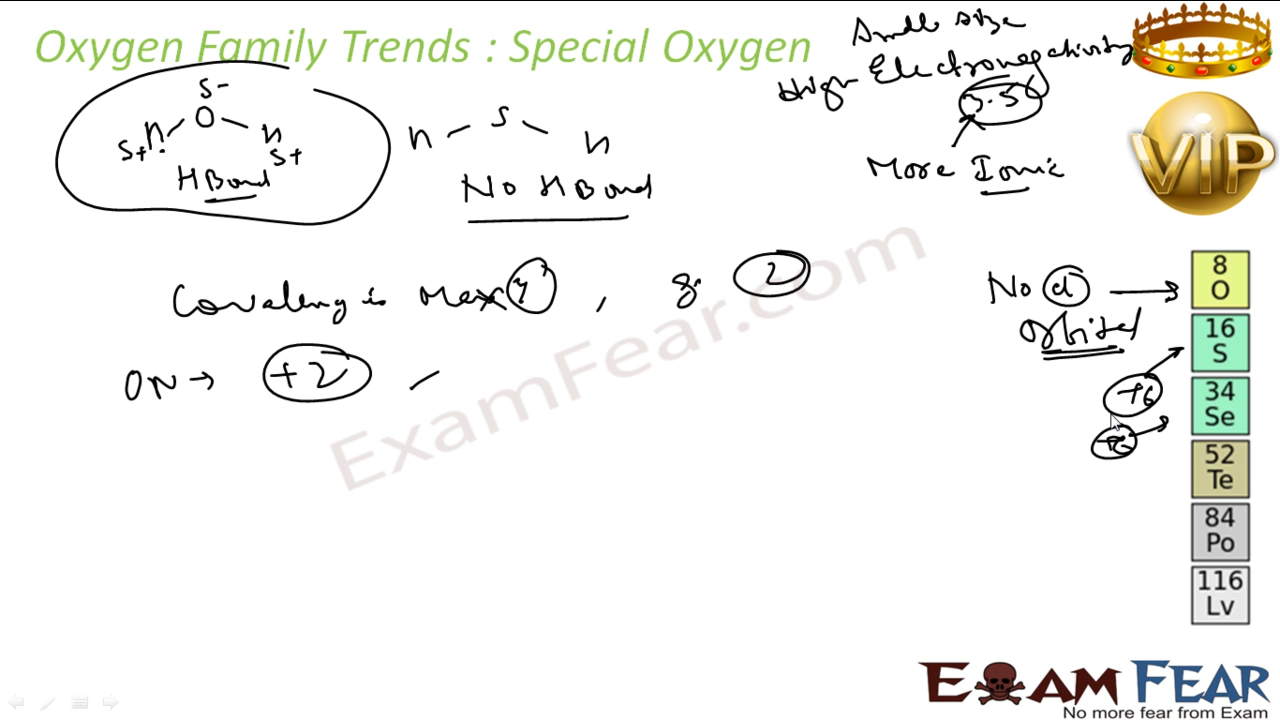 Oxygen Family Trends : Special Oxygen
Small size
High Electronegativity
3.5
More Ionic
VIP
S-
O
H H
S+ S+
H Bond
S
H H
No H Bond
Covalency is Max 4, 2
No d
orbital
ON → +2,
+6
+6
8
O
16
S
34
Se
52
Te
84
Po
116
Lv
ExamFear.com
EXAM FEAR
No more fear from Exam